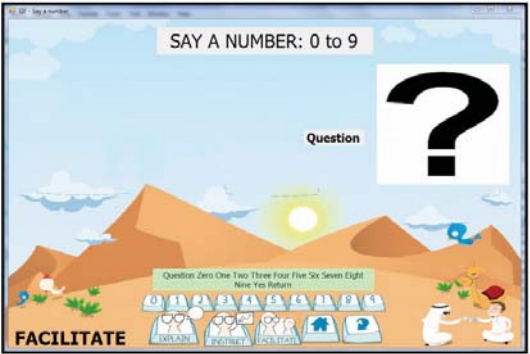 SAY A NUMBER: 0 to 9
Question
?
Question Zero One Two Three Four Five Six Seven Eight
Nine Yes Return
0 1 2 3 4 5 6 7 8 9
EXPLAIN INSTRUCT FACILITATE
FACILITATE